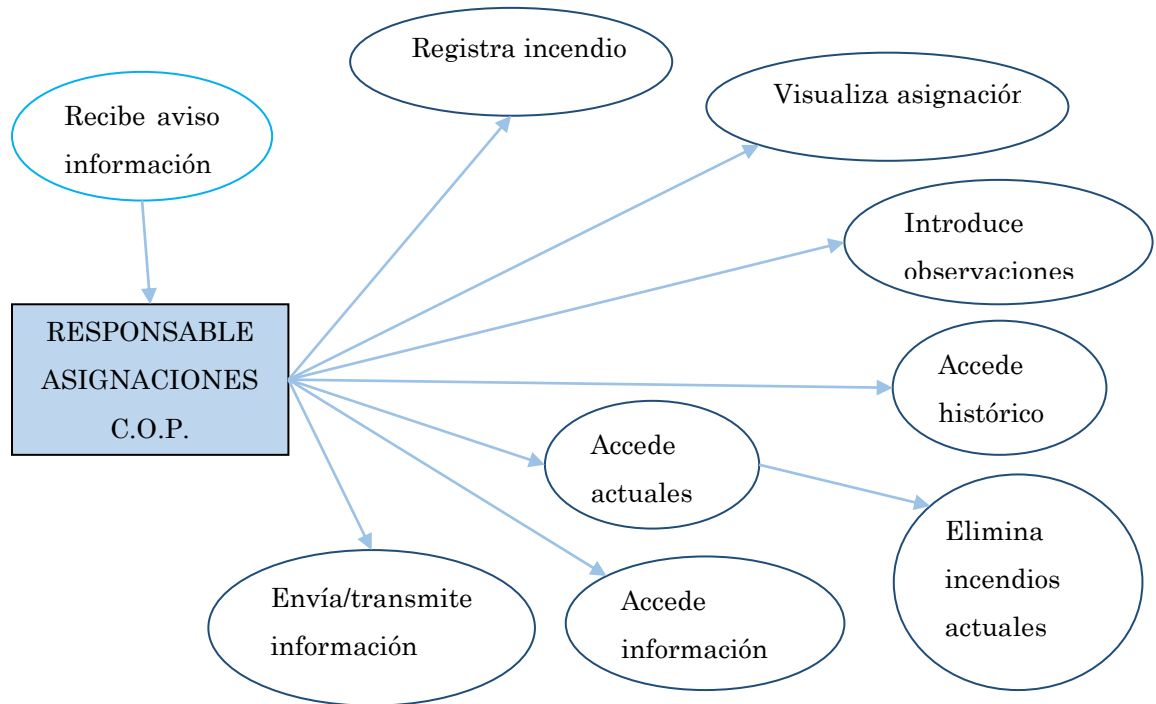 Registra incendio
Visualiza asignación
Recibe aviso
información
Introduce
observaciones
RESPONSABLE
ASIGNACIONES
C.O.P.
Accede
histórico
Accede
actuales
Elimina
incendios
actuales
Envía/transmite
información
Accede
información